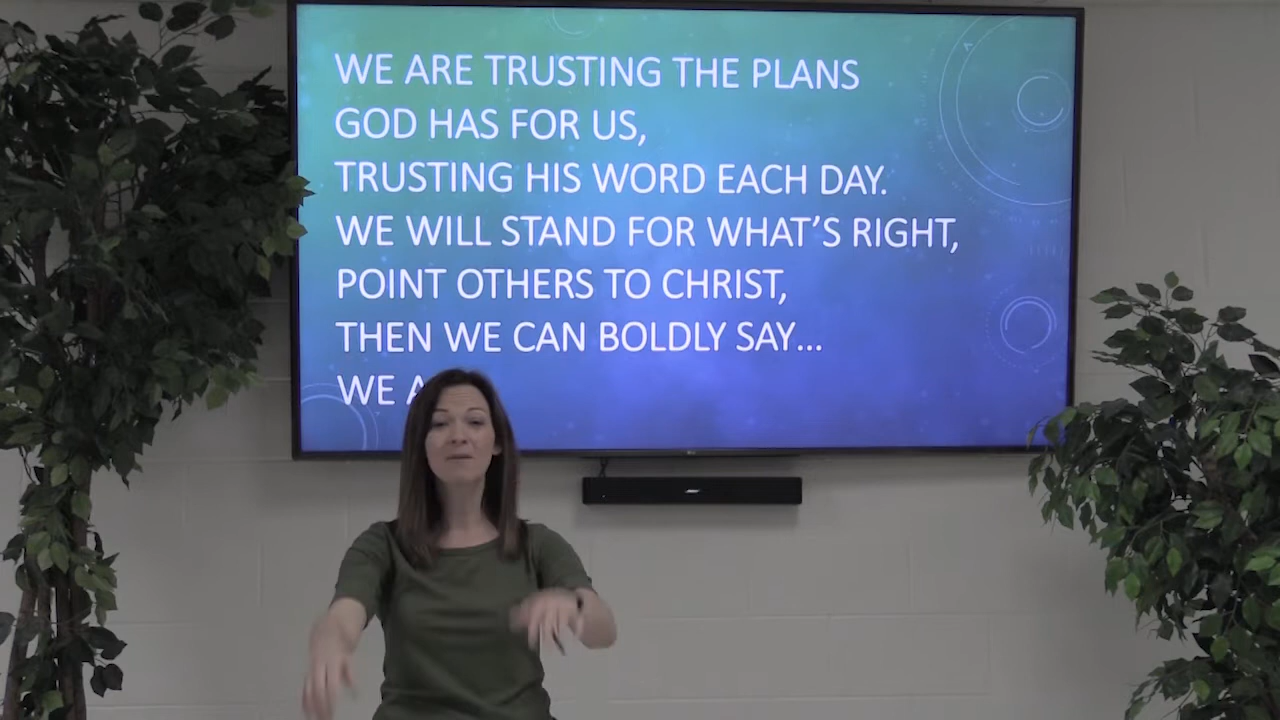 WE ARE TRUSTING THE PLANS
GOD HAS FOR US,
TRUSTING HIS WORD EACH DAY.
WE WILL STAND FOR WHAT’S RIGHT,
POINT OTHERS TO CHRIST,
THEN WE CAN BOLDLY SAY…
WE